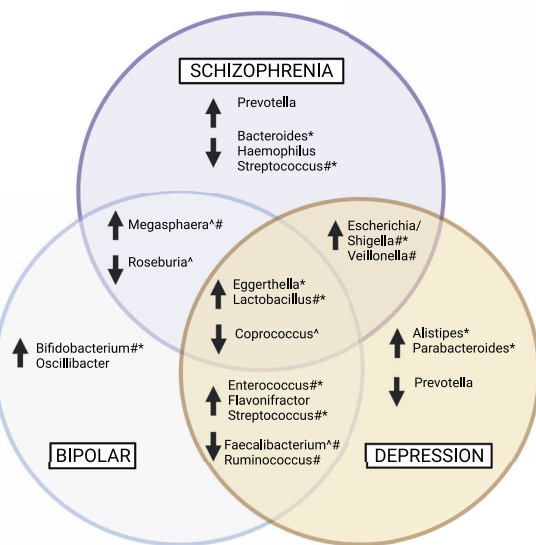 SCHIZOPHRENIA
Prevotella
Bacteroides*
Haemophilus
Streptococcus#*
Megasphaera^#
Roseburia^
Escherichia/
Shigella#*
Veillonella#
Eggerthella*
Lactobacillus#*
Coprococcus^
Bifidobacterium#*
Oscillibacter
Alistipes*
Parabacteroides*
Prevotella
Enterococcus#*
Flavonifractor
Streptococcus#*
Faecalibacterium^#
Ruminococcus#
BIPOLAR
DEPRESSION